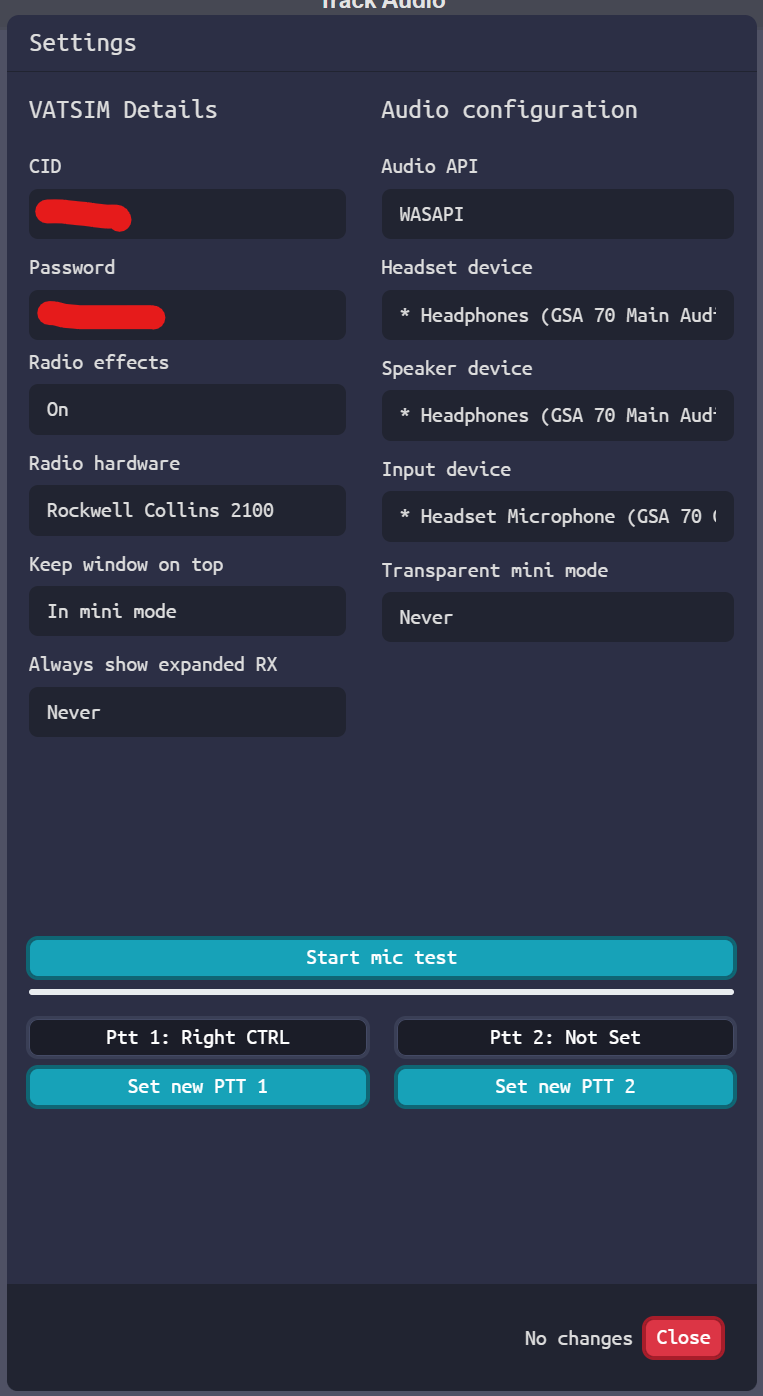 Track Audio
Settings
VATSIM Details
CID
Password
Radio effects
On
Radio hardware
Rockwell Collins 2100
Keep window on top
In mini mode
Always show expanded RX
Never
Audio configuration
Audio API
WASAPI
Headset device
* Headphones (GSA 70 Main Audi
Speaker device
* Headphones (GSA 70 Main Audi
Input device
* Headset Microphone (GSA 70
Transparent mini mode
Never
Start mic test
Ptt 1: Right CTRL
Ptt 2: Not Set
Set new PTT 1
Set new PTT 2
No changes
Close